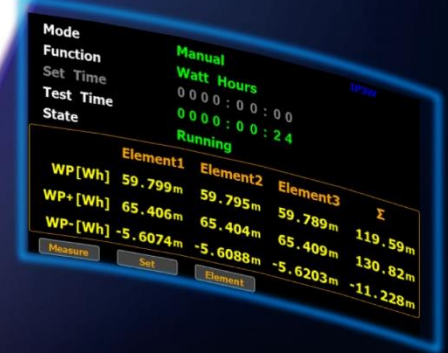 Mode Manual
Function Watt Hours
Set Time 0000:00:00
Test Time 0000:00:24
State Running
Element1 Element2 Element3 Σ
WP[Wh] 59.799m 59.795m 59.789m 119.59m
WP+[Wh] 65.406m 65.404m 65.409m 130.82m
WP-[Wh] -5.6074m -5.6088m -5.6203m -11.228m
Measure Set Element